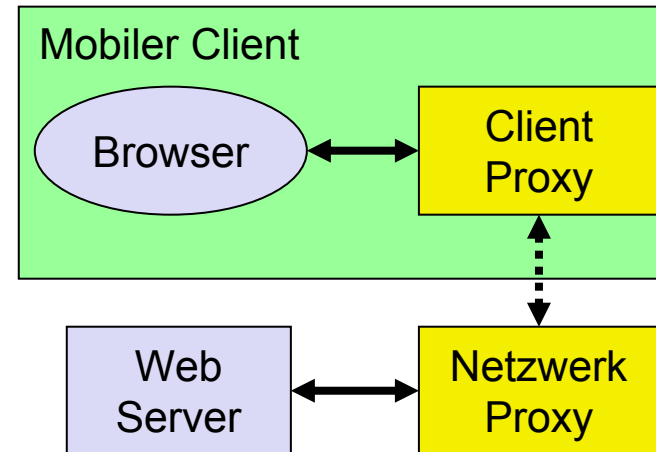 Mobiler Client
Browser
Client
Proxy
Web
Server
Netzwerk
Proxy